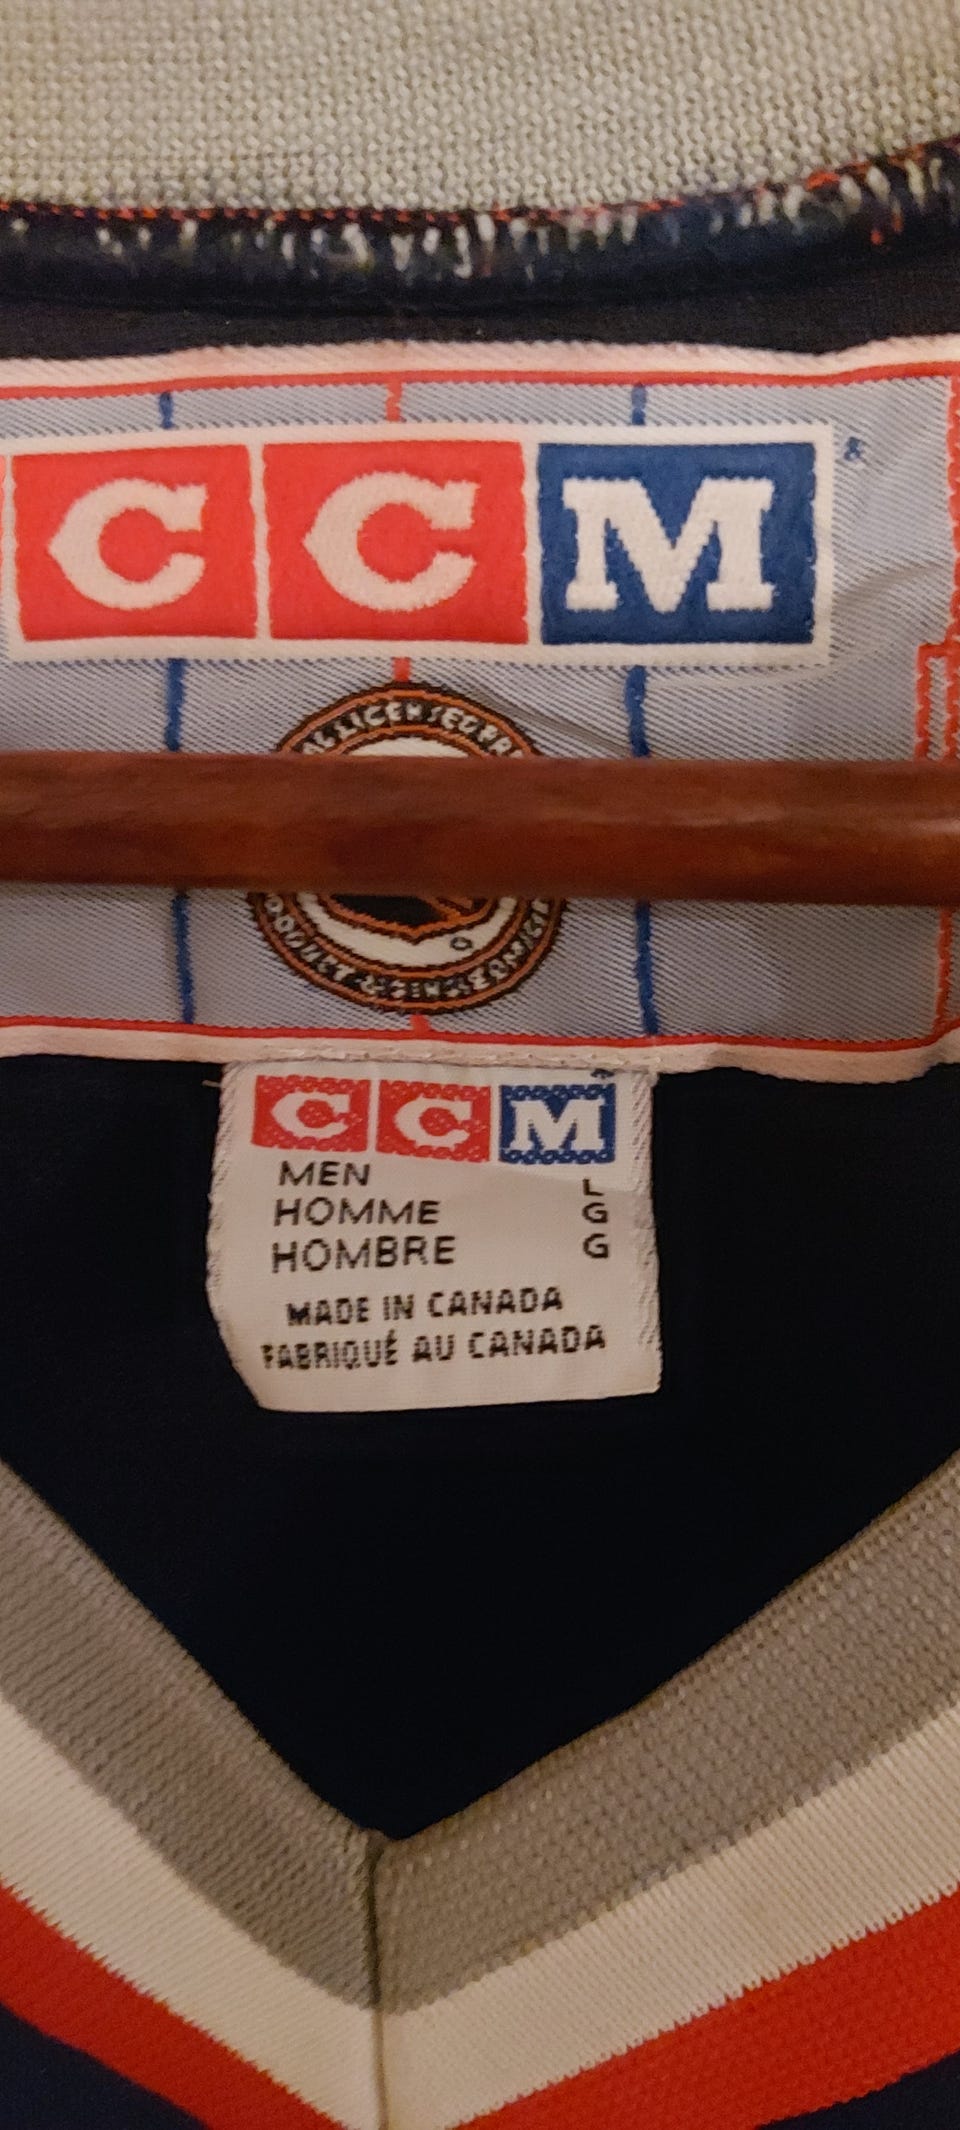 CCM ®
CCM
MEN L
HOMME G
HOMBRE G
MADE IN CANADA
FABRIQUÉ AU CANADA